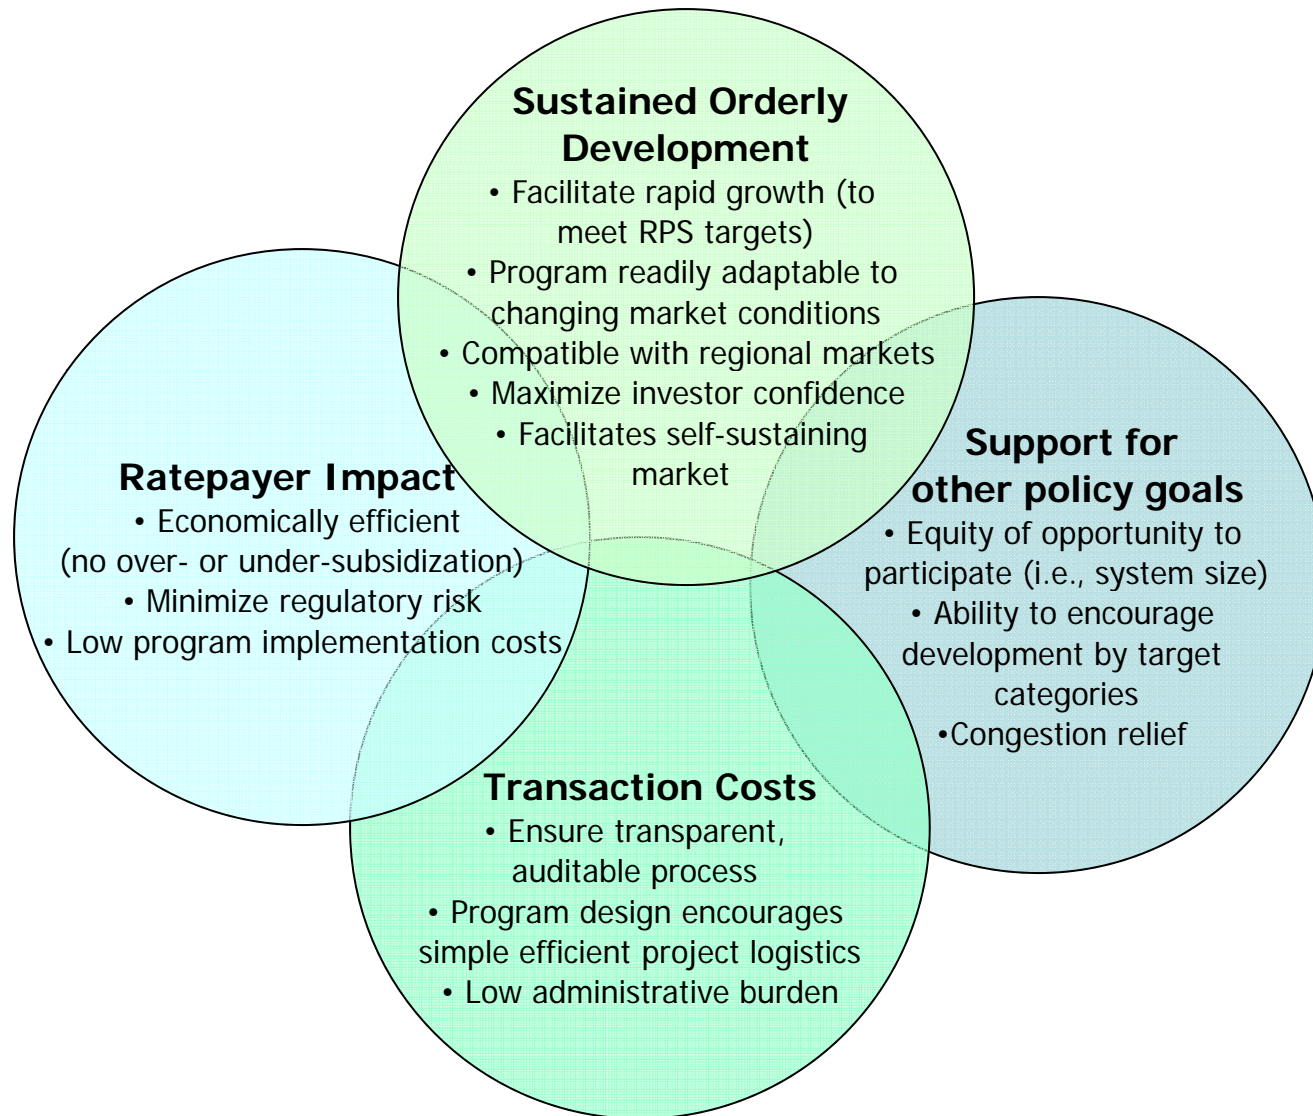 Sustained Orderly
Development
• Facilitate rapid growth (to
meet RPS targets)
• Program readily adaptable to
changing market conditions
• Compatible with regional markets
• Maximize investor confidence
• Facilitates self-sustaining
market
Ratepayer Impact
• Economically efficient
(no over- or under-subsidization)
• Minimize regulatory risk
• Low program implementation costs
Support for
other policy goals
• Equity of opportunity to
participate (i.e., system size)
• Ability to encourage
development by target
categories
•Congestion relief
Transaction Costs
• Ensure transparent,
auditable process
• Program design encourages
simple efficient project logistics
• Low administrative burden